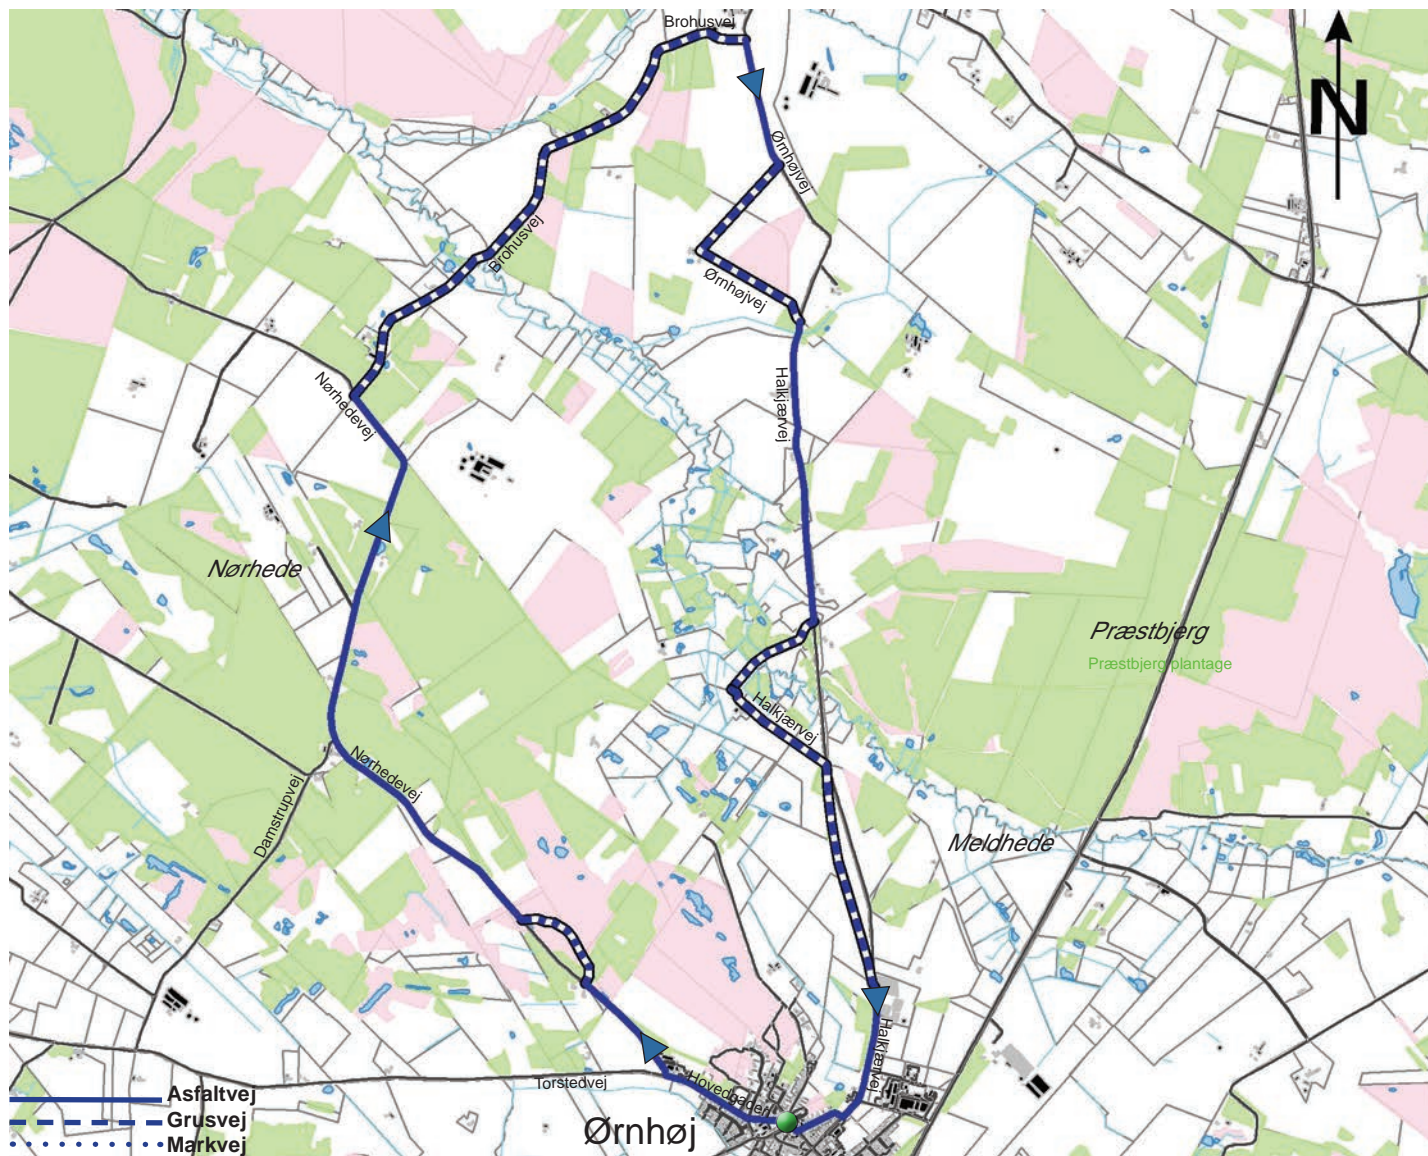 Brohusvej
N
Ørnhøjvej
Brohusvej
Ørnhøjvej
Nørhedevej
Halkjærvej
Nørhede
Præstbjerg
Præstbjerg plantage
Halkjærvej
Nørhedevej
Damstrupvej
Meldhede
Halkjærvej
Torstedvej
Hovedgaden
Asfaltvej
Grusvej
Markvej
Ørnhøj